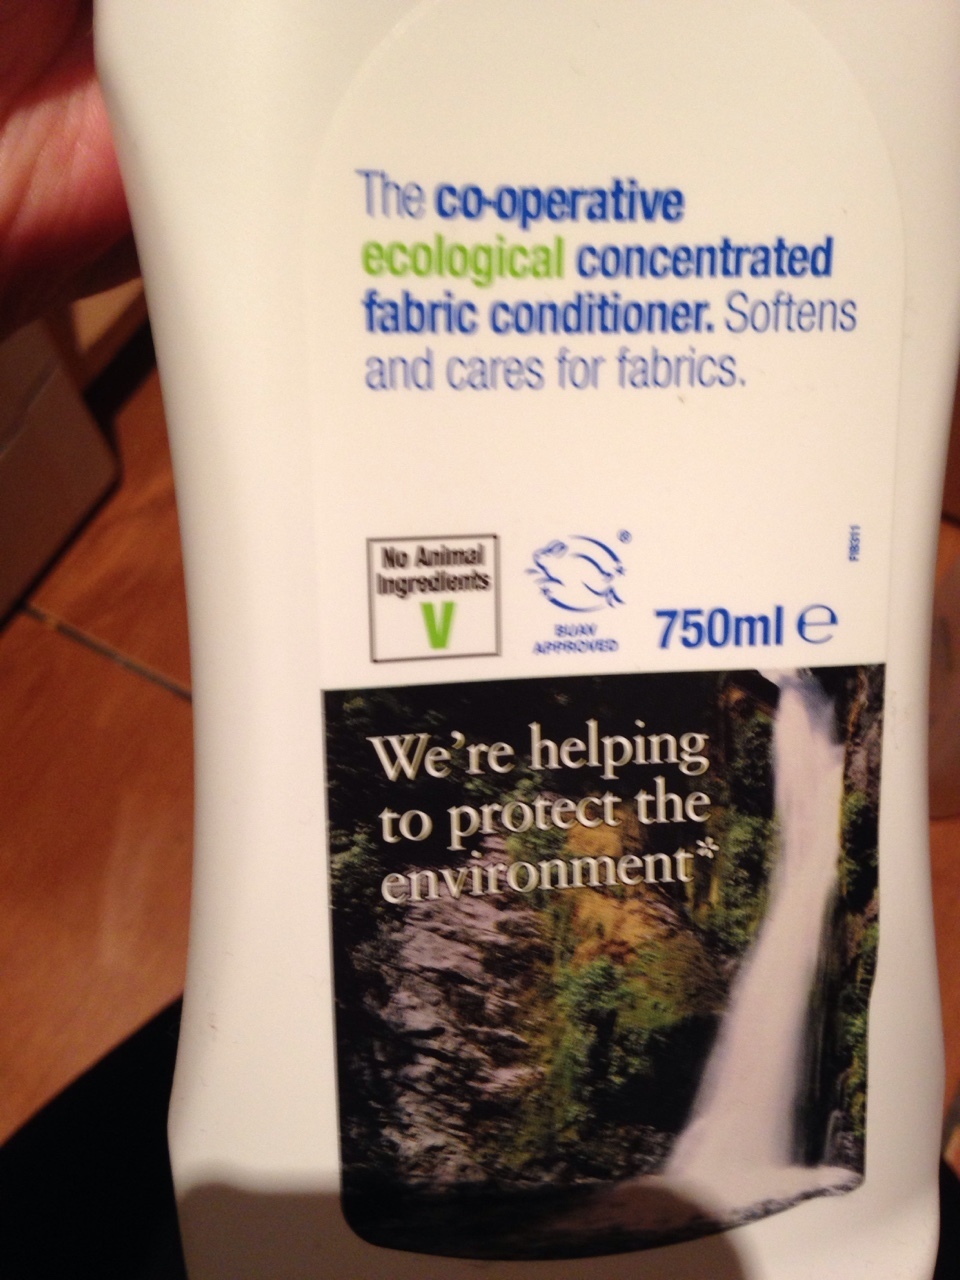 The co-operative
ecological concentrated
fabric conditioner. Softens
and cares for fabrics.
No Animal
Ingredients
V
®
BUAV
APPROVED
750ml ℮
We're helping
to protect the
environment*